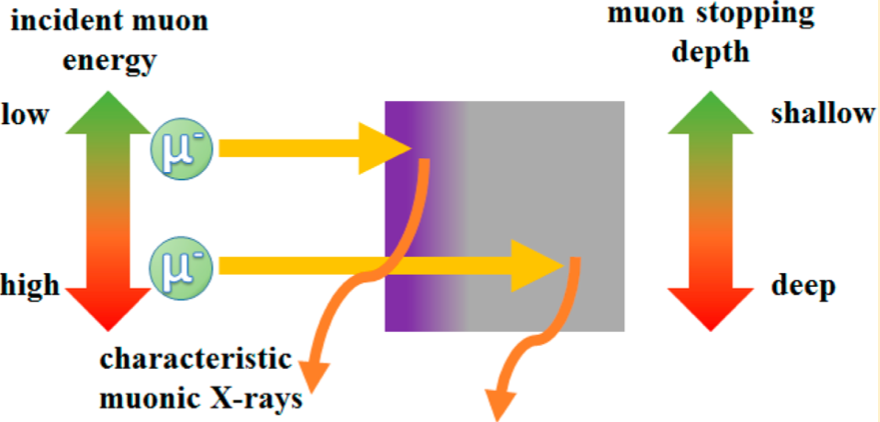 incident muon
energy
muon stopping
depth
low
shallow
μ-
μ-
high
deep
characteristic
muonic X-rays